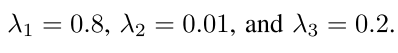 λ₁ = 0.8, λ₂ = 0.01, and λ₃ = 0.2.